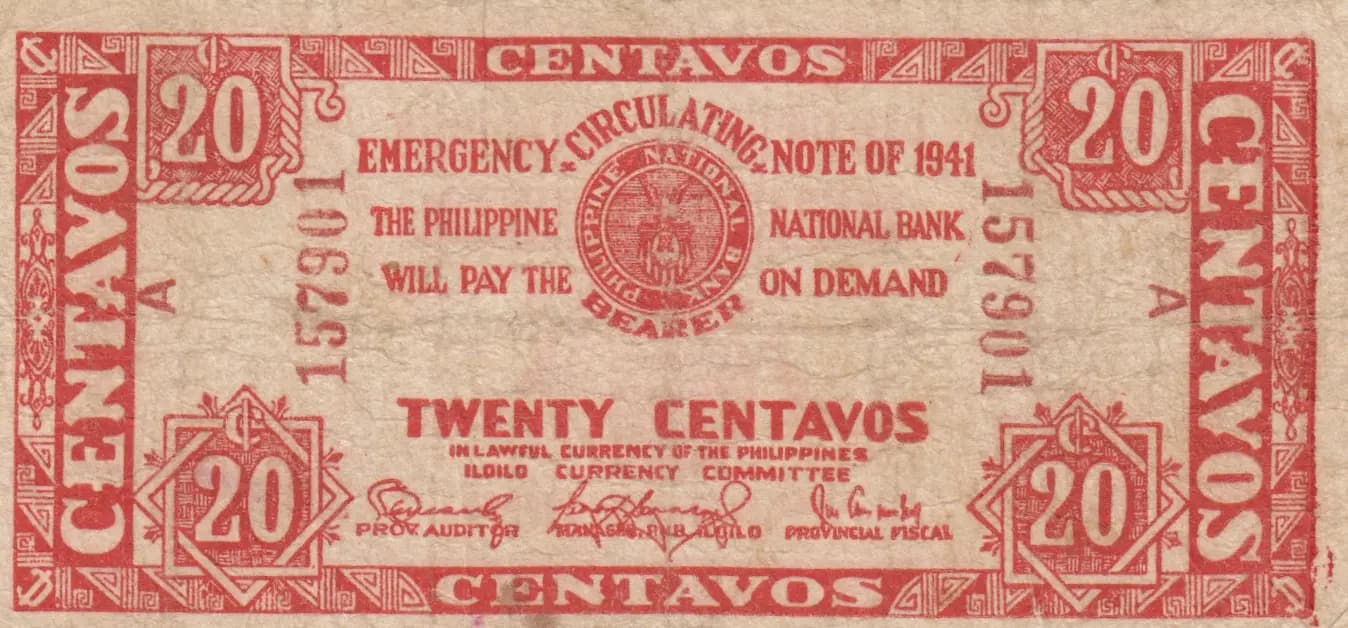 CENTAVOS
20
20
EMERGENCY CIRCULATING NOTE OF 1941
PHILIPPINE NATIONAL BANK
THE PHILIPPINE NATIONAL BANK
WILL PAY THE BEARER ON DEMAND
CENTAVOS
A
157901
157901
A
CENTAVOS
TWENTY CENTAVOS
IN LAWFUL CURRENCY OF THE PHILIPPINES
ILOILO CURRENCY COMMITTEE
PROV. AUDITOR MANAGER, P.N.B. ILOILO PROVINCIAL FISCAL
20
20
CENTAVOS